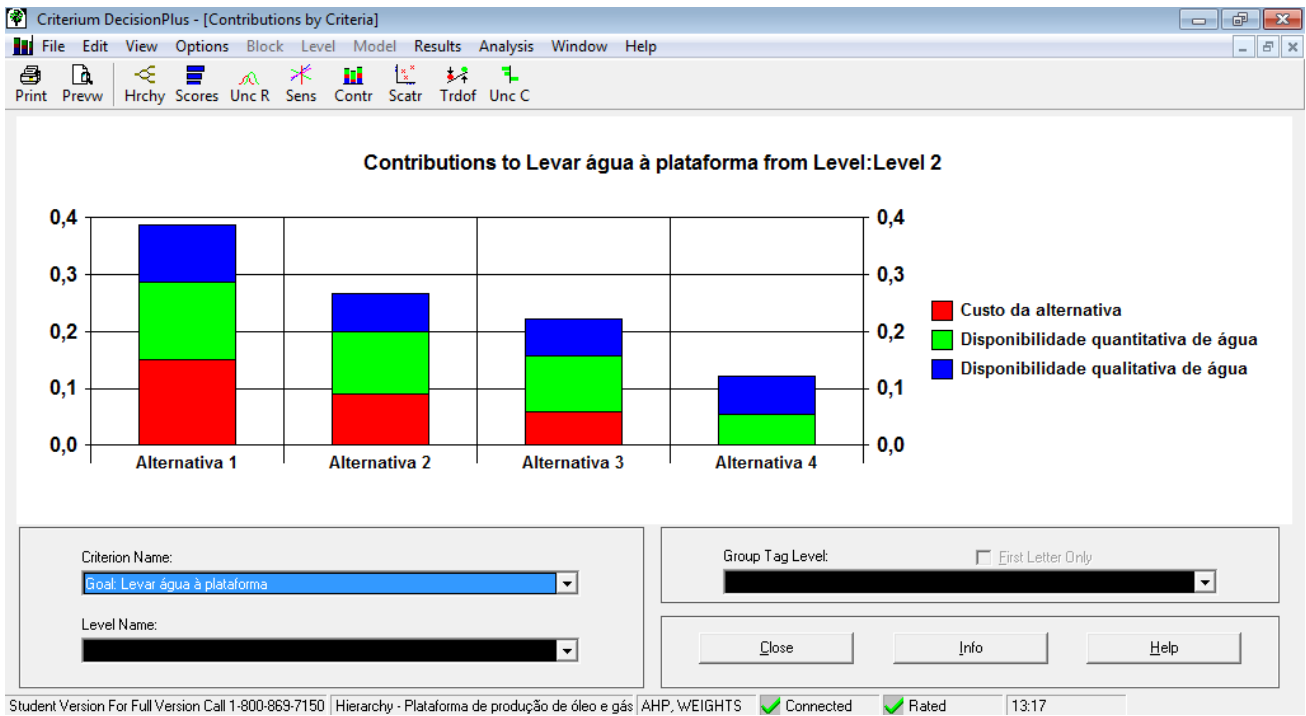 Criterium DecisionPlus - [Contributions by Criteria]
File Edit View Options Block Level Model Results Analysis Window Help
Print Prevw Hrchy Scores Unc R Sens Contr Scatr Trdof Unc C
Contributions to Levar água à plataforma from Level:Level 2
0,4 0,4
0,3 0,3
Custo da alternativa
0,2 0,2
Disponibilidade quantitativa de água
Disponibilidade qualitativa de água
0,1 0,1
0,0 0,0
Alternativa 1 Alternativa 2 Alternativa 3 Alternativa 4
Criterion Name:
Goal: Levar água à plataforma
Level Name:
Group Tag Level:
First Letter Only
Close Info Help
Student Version For Full Version Call 1-800-869-7150 Hierarchy - Plataforma de produção de óleo e gás AHP, WEIGHTS Connected Rated 13:17